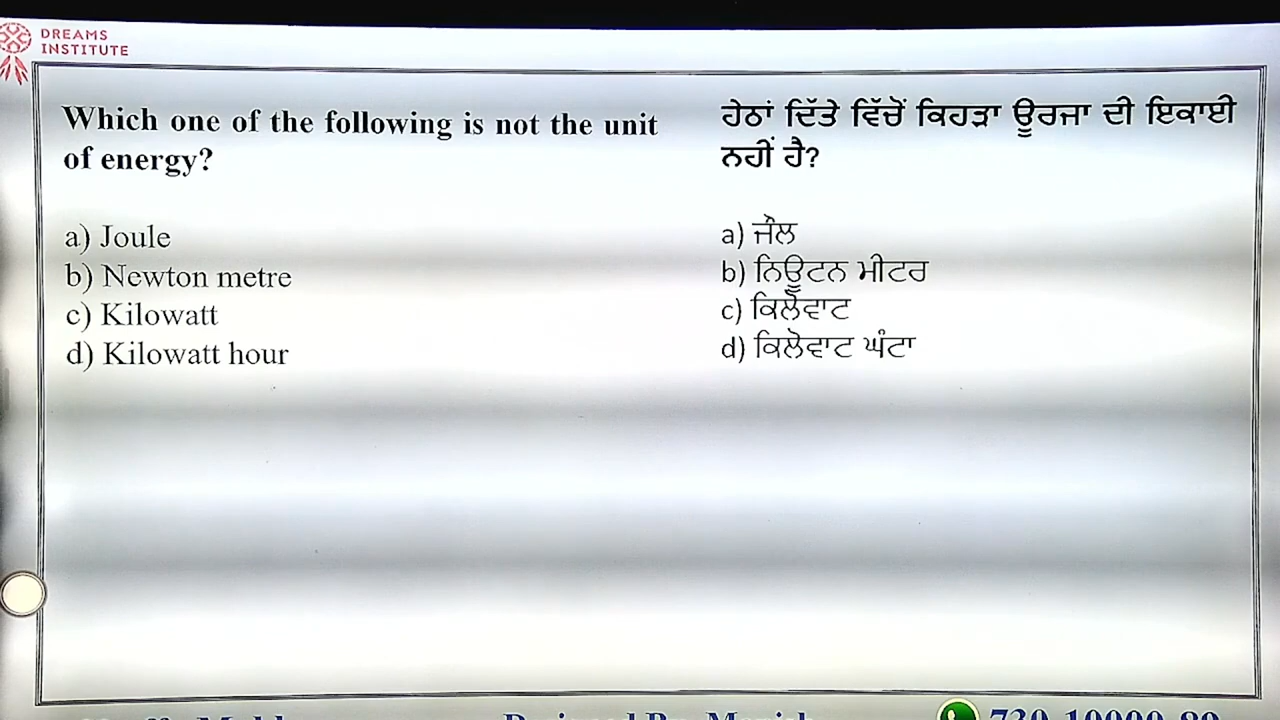 DREAMS
INSTITUTE
Which one of the following is not the unit
of energy?
a) Joule
b) Newton metre
c) Kilowatt
d) Kilowatt hour
ਹੇਠਾਂ ਦਿੱਤੇ ਵਿੱਚੋਂ ਕਿਹੜਾ ਊਰਜਾ ਦੀ ਇਕਾਈ
ਨਹੀਂ ਹੈ?
a) ਜੌਲ
b) ਨਿਊਟਨ ਮੀਟਰ
c) ਕਿਲੋਵਾਟ
d) ਕਿਲੋਵਾਟ ਘੰਟਾ